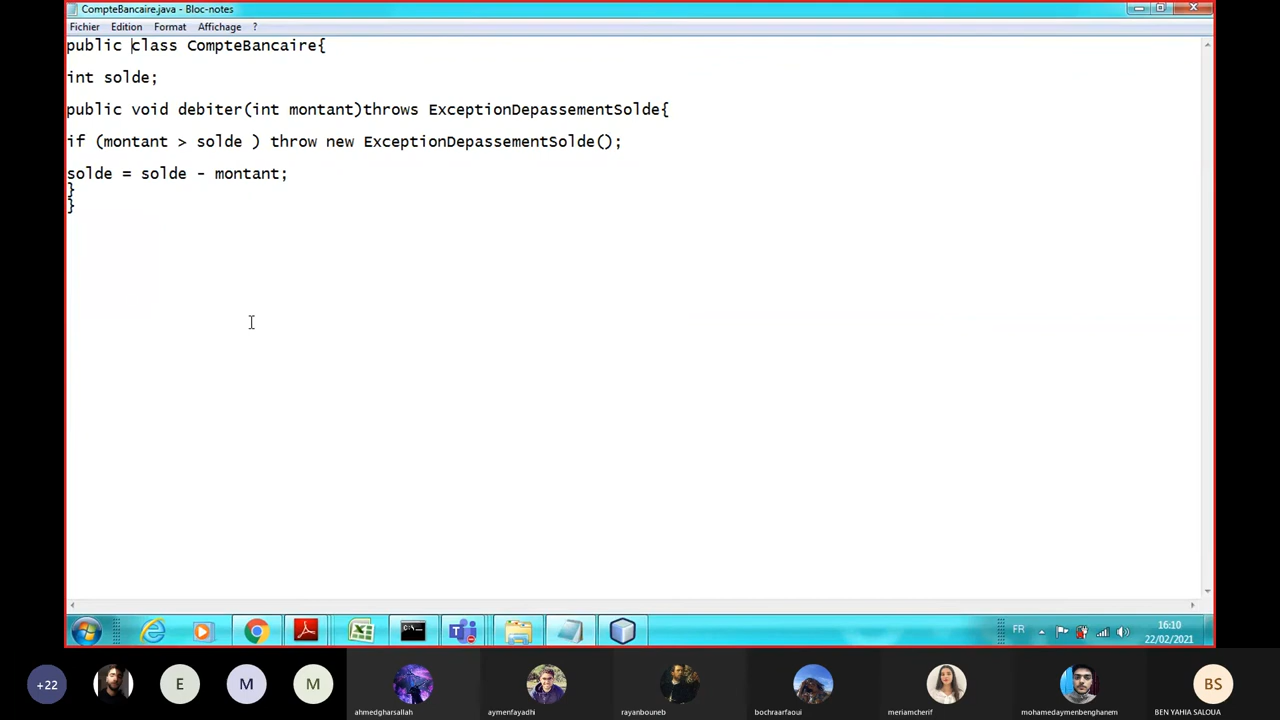 CompteBancaire.java - Bloc-notes
Fichier Edition Format Affichage ?
public class CompteBancaire{
int solde;
public void debiter(int montant)throws ExceptionDepassementSolde{
if (montant > solde ) throw new ExceptionDepassementSolde();
solde = solde - montant;
}
}
C:\.
FR
16:10
22/02/2021
+22
E
M
M
BS
ahmedgharsallah
aymenfayadhi
rayanbouneb
bochraarfaoui
meriamcherif
mohamedaymenbenghanem
BEN YAHIA SALOUA